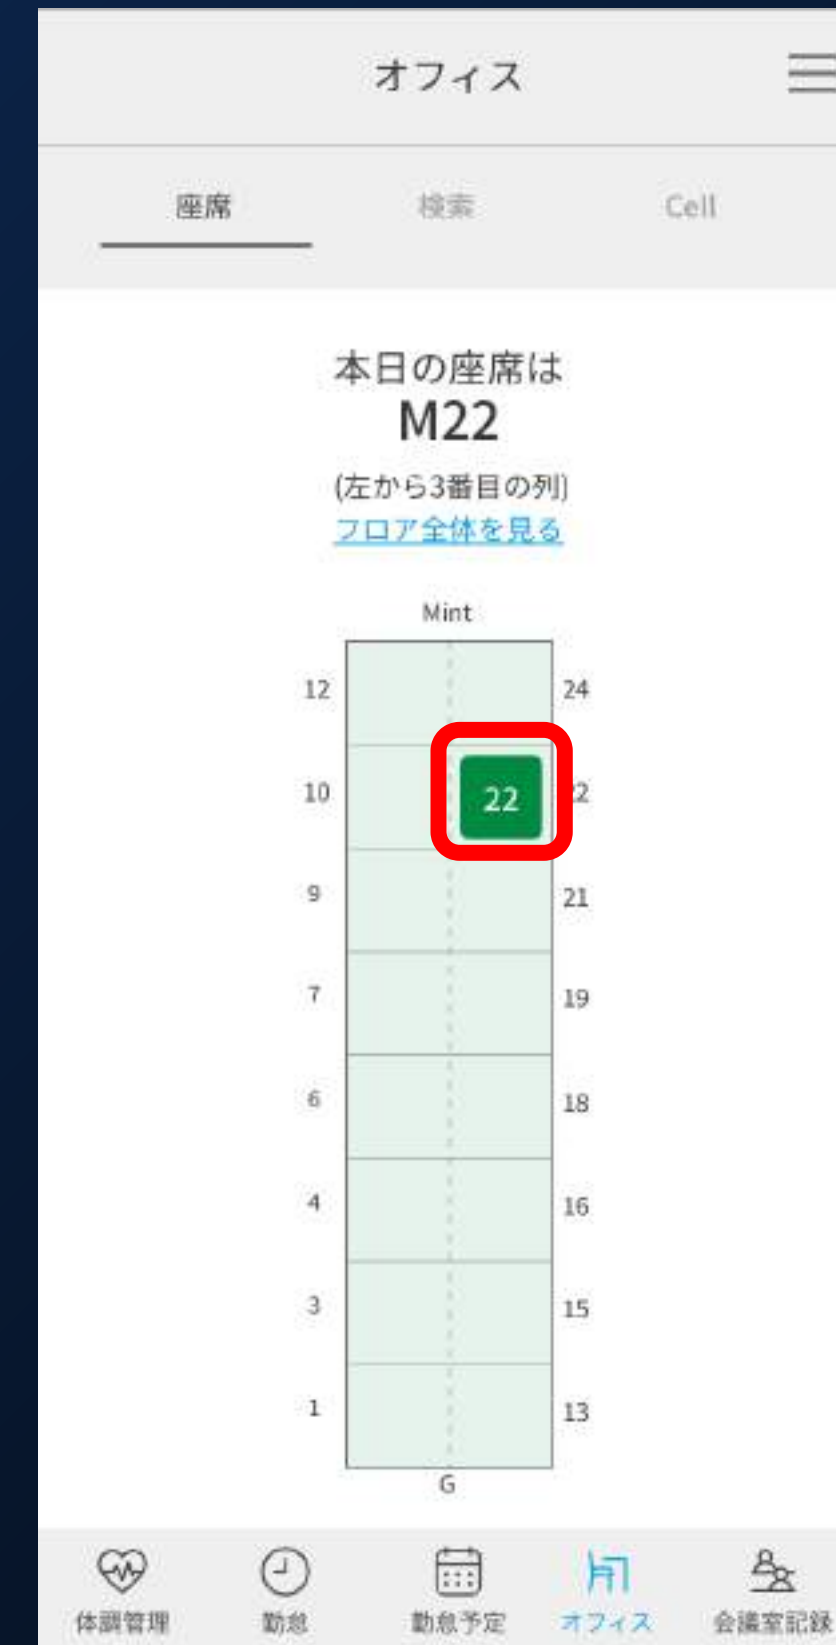 オフィス
座席 検索 Cell
本日の座席は
M22
(左から3番目の列)
フロア全体を見る
Mint
12 24
10 22
9 21
7 19
6 18
4 16
3 15
1 13
G
体調管理 勤怠 勤怠予定 オフィス 会議室記録